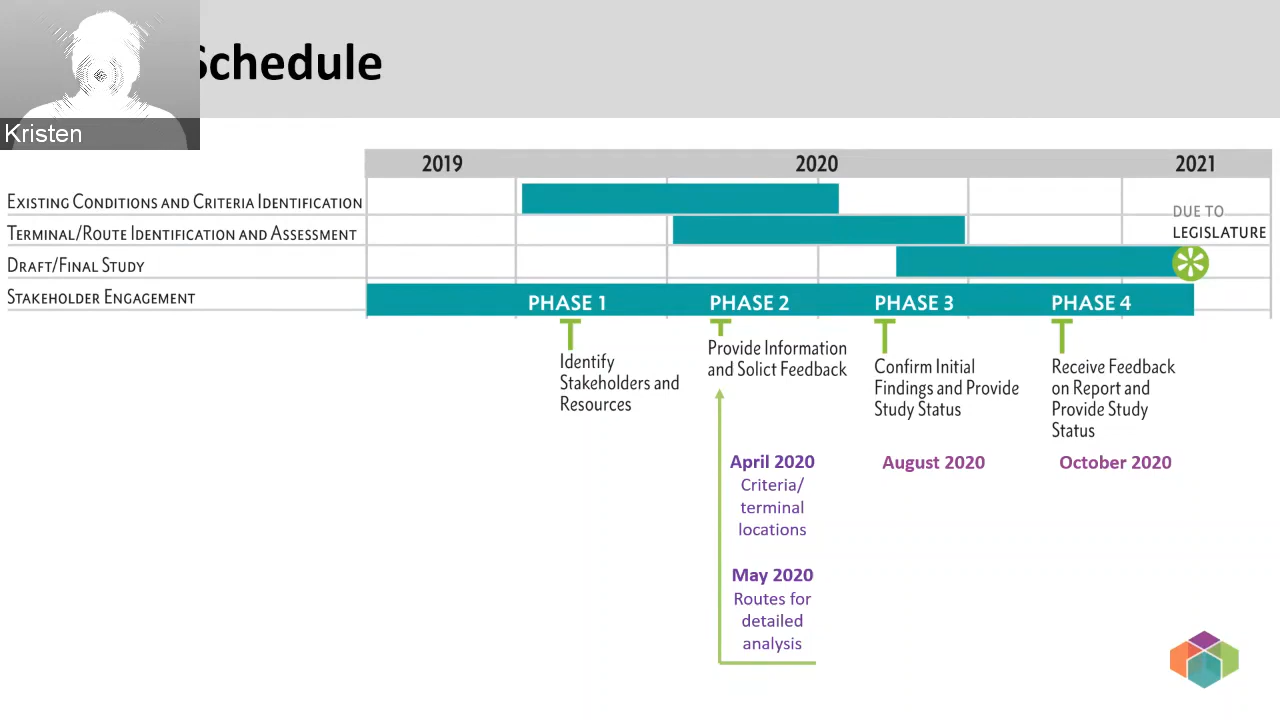 Schedule
Kristen
2019 2020 2021
EXISTING CONDITIONS AND CRITERIA IDENTIFICATION
TERMINAL/ROUTE IDENTIFICATION AND ASSESSMENT
DRAFT/FINAL STUDY
STAKEHOLDER ENGAGEMENT
DUE TO
LEGISLATURE
PHASE 1 PHASE 2 PHASE 3 PHASE 4
Identify
Stakeholders and
Resources
Provide Information
and Solict Feedback
Confirm Initial
Findings and Provide
Study Status
Receive Feedback
on Report and
Provide Study
Status
April 2020
Criteria/
terminal
locations
May 2020
Routes for
detailed
analysis
August 2020
October 2020